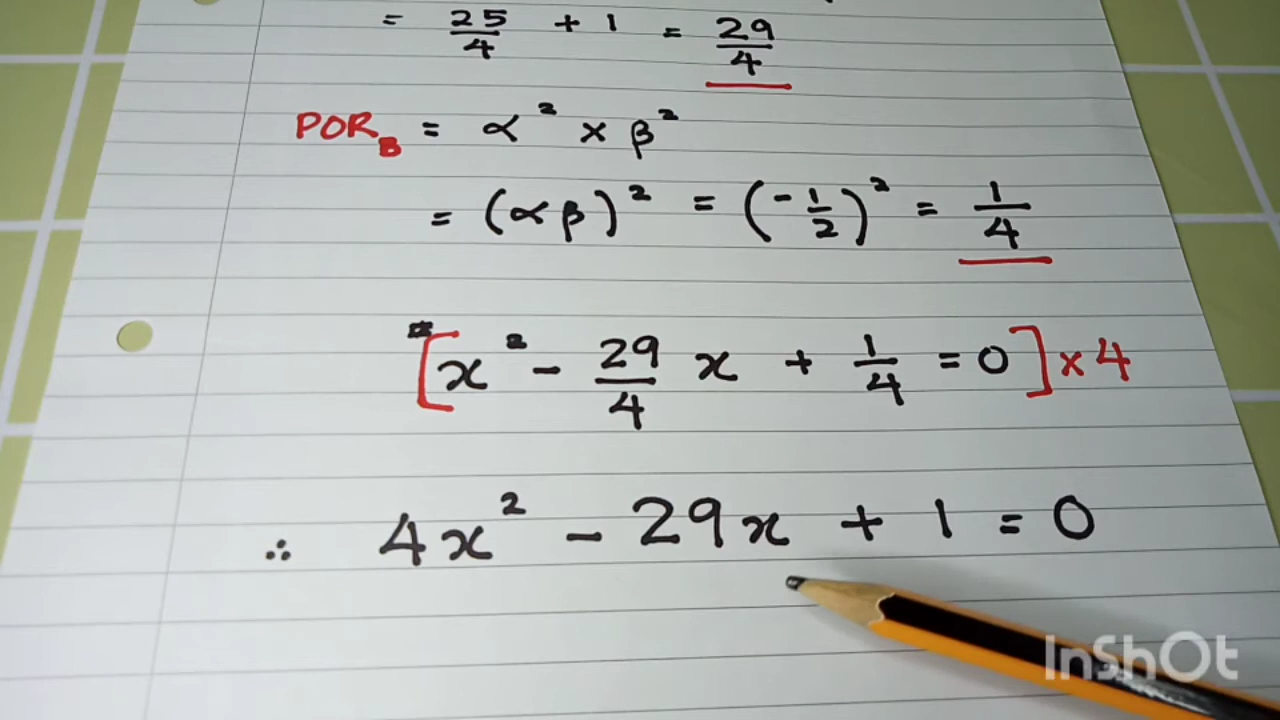 = 25/4 + 1 = 29/4
POR_B = α² × β²
= (αβ)² = (-1/2)² = 1/4
[x² - 29/4 x + 1/4 = 0] × 4
∴ 4x² - 29x + 1 = 0
InShOt